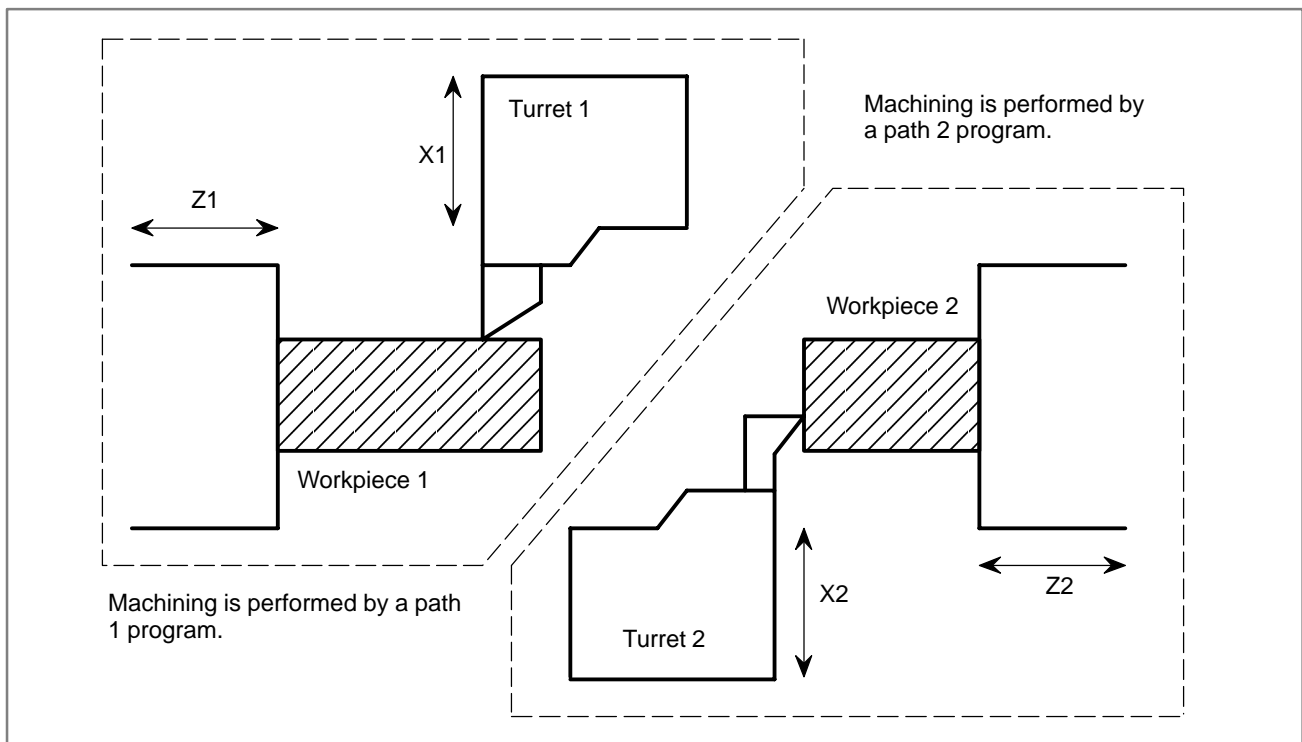 Turret 1
Machining is performed by
a path 2 program.
X1
Z1
Workpiece 2
Workpiece 1
X2
Z2
Machining is performed by a path
1 program.
Turret 2